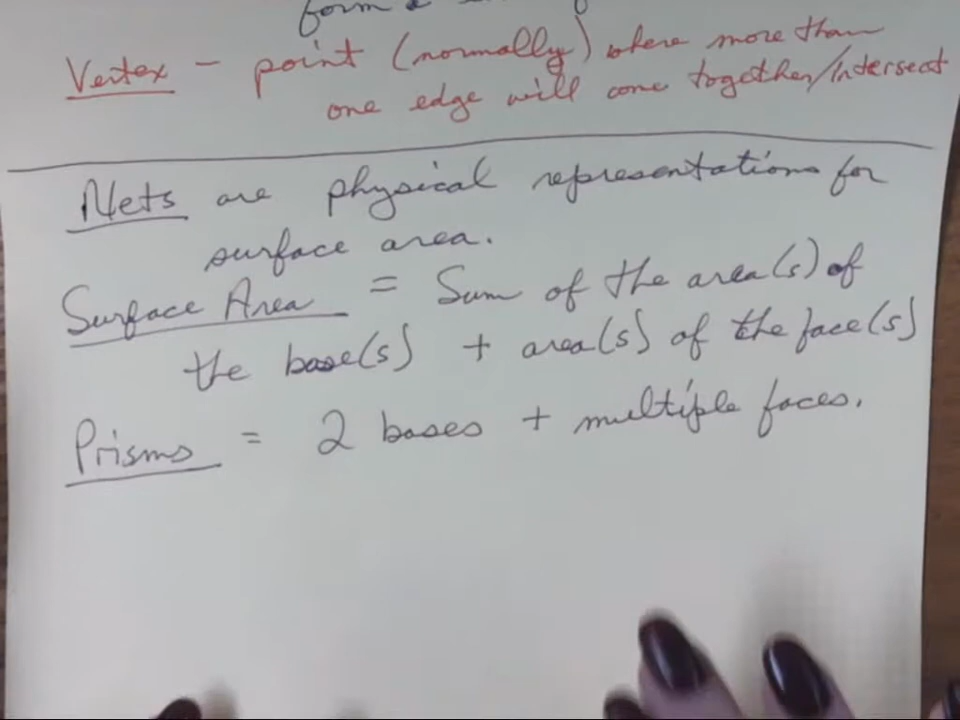 form a
Vertex - point (normally) where more than
one edge will come together/intersect
Nets are physical representations for
surface area.
Surface Area = Sum of the area(s) of
the base(s) + area(s) of the face(s)
Prisms = 2 bases + multiple faces.